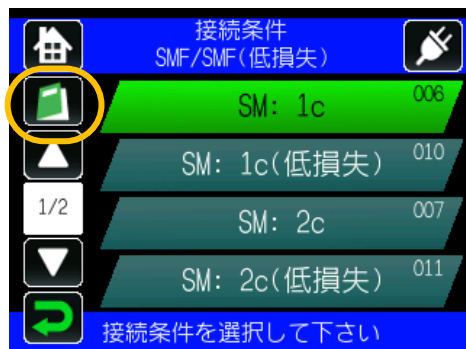 接続条件
SMF/SMF(低損失)
SM: 1c
006
SM: 1c(低損失)
010
1/2
SM: 2c
007
SM: 2c(低損失)
011
接続条件を選択して下さい